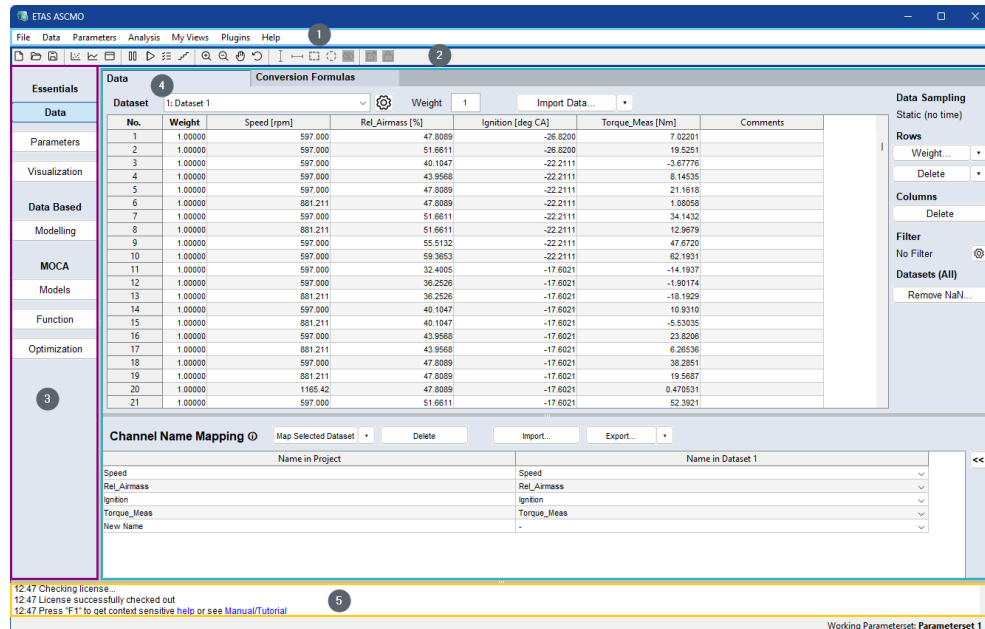 ETAS ASCMO
File Data Parameters Analysis My Views Plugins Help 1
2
Essentials
Data
Parameters
Visualization
Data Based
Modelling
MOCA
Models
Function
Optimization
3
Data 4 Conversion Formulas
Dataset 1: Dataset 1 Weight 1 Import Data...
No. Weight Speed [rpm] Rel_Airmass [%] Ignition [deg CA] Torque_Meas [Nm] Comments
1 1.00000 597.000 47.8089 -26.8200 7.02201
2 1.00000 597.000 51.6611 -26.8200 19.5251
3 1.00000 597.000 40.1047 -22.2111 -3.67776
4 1.00000 597.000 43.9568 -22.2111 8.14535
5 1.00000 597.000 47.8089 -22.2111 21.1618
6 1.00000 881.211 47.8089 -22.2111 1.08058
7 1.00000 597.000 51.6611 -22.2111 34.1432
8 1.00000 881.211 51.6611 -22.2111 12.9679
9 1.00000 597.000 55.5132 -22.2111 47.6720
10 1.00000 597.000 59.3653 -22.2111 62.1931
11 1.00000 597.000 32.4005 -17.6021 -14.1937
12 1.00000 597.000 36.2526 -17.6021 -1.90174
13 1.00000 881.211 36.2526 -17.6021 -18.1929
14 1.00000 597.000 40.1047 -17.6021 10.9310
15 1.00000 881.211 40.1047 -17.6021 -5.53035
16 1.00000 597.000 43.9568 -17.6021 23.8206
17 1.00000 881.211 43.9568 -17.6021 6.26536
18 1.00000 597.000 47.8089 -17.6021 38.2851
19 1.00000 881.211 47.8089 -17.6021 19.5687
20 1.00000 1165.42 47.8089 -17.6021 0.470531
21 1.00000 597.000 51.6611 -17.6021 52.3921
Data Sampling
Static (no time)
Rows
Weight...
Delete
Columns
Delete
Filter
No Filter
Datasets (All)
Remove NaN...
Channel Name Mapping Map Selected Dataset Delete Import... Export...
Name in Project Name in Dataset 1 <<
Speed Speed
Rel_Airmass Rel_Airmass
Ignition Ignition
Torque_Meas Torque_Meas
New Name -
12:47 Checking license...
12:47 License successfully checked out 5
12:47 Press "F1" to get context sensitive help or see Manual/Tutorial
Working Parameterset: Parameterset 1